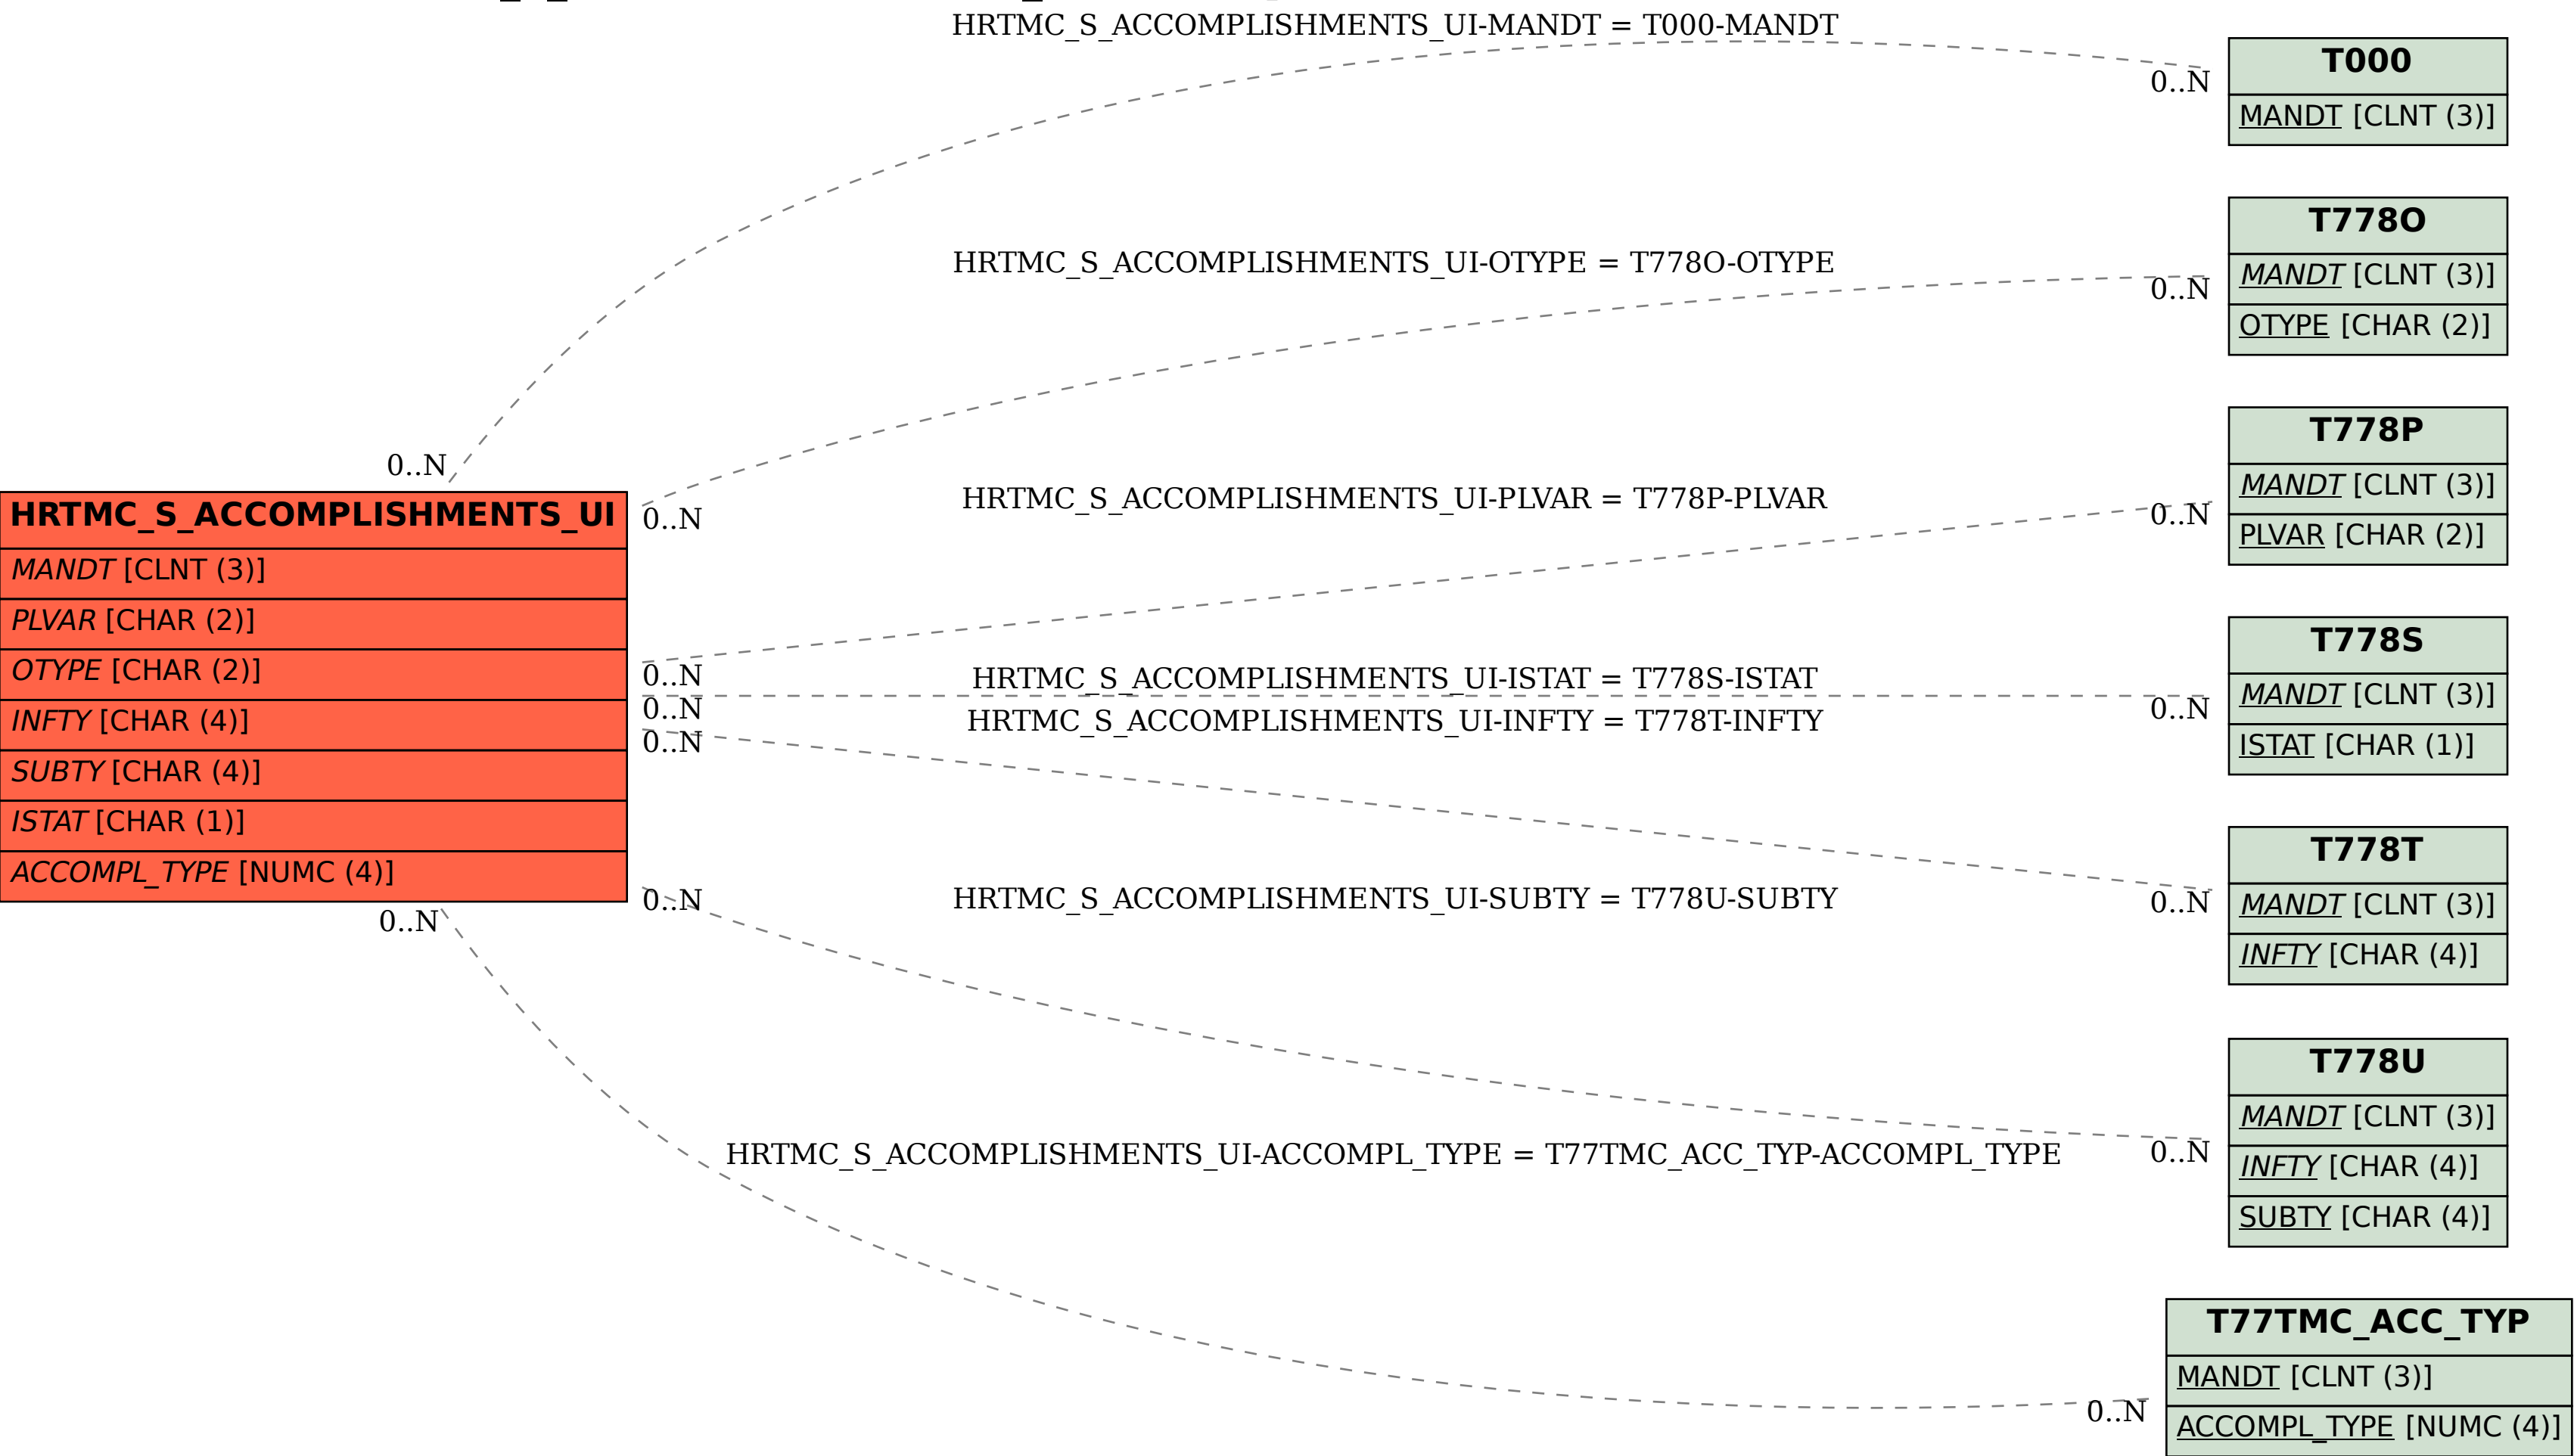 HRTMC_S_ACCOMPLISHMENTS_UI-MANDT = T000-MANDT
0..N
0..N
T000
MANDT [CLNT (3)]
HRTMC_S_ACCOMPLISHMENTS_UI-OTYPE = T778O-OTYPE
0..N
0..N
T778O
MANDT [CLNT (3)]
OTYPE [CHAR (2)]
HRTMC_S_ACCOMPLISHMENTS_UI-PLVAR = T778P-PLVAR
0..N
0..N
T778P
MANDT [CLNT (3)]
PLVAR [CHAR (2)]
HRTMC_S_ACCOMPLISHMENTS_UI
MANDT [CLNT (3)]
PLVAR [CHAR (2)]
OTYPE [CHAR (2)]
INFTY [CHAR (4)]
SUBTY [CHAR (4)]
ISTAT [CHAR (1)]
ACCOMPL_TYPE [NUMC (4)]
HRTMC_S_ACCOMPLISHMENTS_UI-ISTAT = T778S-ISTAT
0..N
0..N
T778S
MANDT [CLNT (3)]
ISTAT [CHAR (1)]
HRTMC_S_ACCOMPLISHMENTS_UI-INFTY = T778T-INFTY
0..N
0..N
T778T
MANDT [CLNT (3)]
INFTY [CHAR (4)]
HRTMC_S_ACCOMPLISHMENTS_UI-SUBTY = T778U-SUBTY
0..N
0..N
T778U
MANDT [CLNT (3)]
INFTY [CHAR (4)]
SUBTY [CHAR (4)]
HRTMC_S_ACCOMPLISHMENTS_UI-ACCOMPL_TYPE = T77TMC_ACC_TYP-ACCOMPL_TYPE
0..N
0..N
T77TMC_ACC_TYP
MANDT [CLNT (3)]
ACCOMPL_TYPE [NUMC (4)]